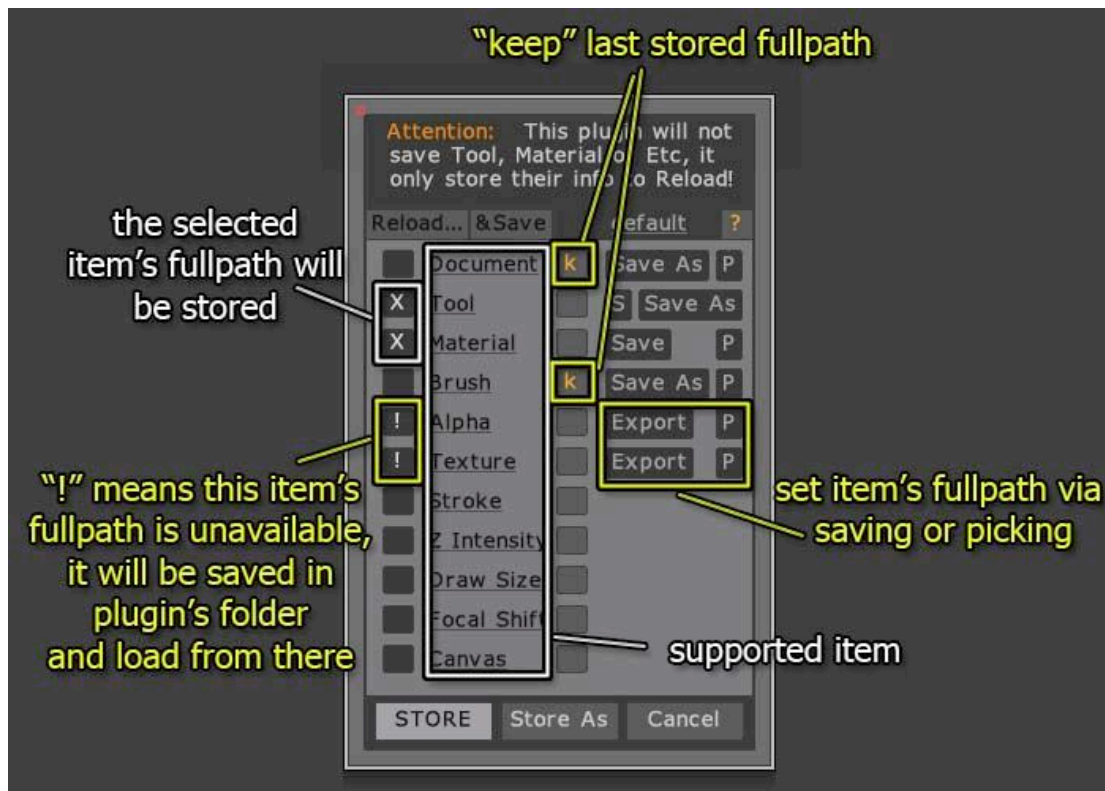 “keep” last stored fullpath
Attention: This plugin will not
save Tool, Material or Etc, it
only store their info to Reload!
Reload... &Save default ?
the selected
item’s fullpath will
be stored
Document k Save As P
X Tool S Save As
X Material Save P
Brush k Save As P
! Alpha Export P
! Texture Export P
Stroke
Z Intensity
Draw Size
Focal Shift
Canvas
“!” means this item’s
fullpath is unavailable,
it will be saved in
plugin’s folder
and load from there
set item’s fullpath via
saving or picking
supported item
STORE Store As Cancel